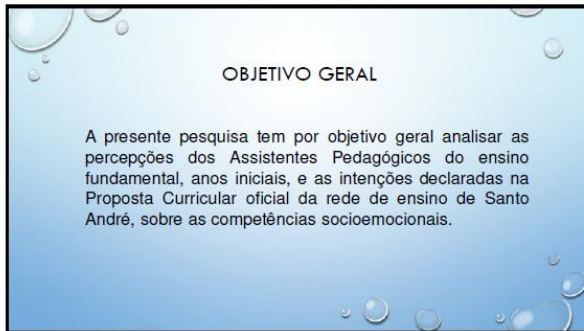 OBJETIVO GERAL
A presente pesquisa tem por objetivo geral analisar as
percepções dos Assistentes Pedagógicos do ensino
fundamental, anos iniciais, e as intenções declaradas na
Proposta Curricular oficial da rede de ensino de Santo
André, sobre as competências socioemocionais.